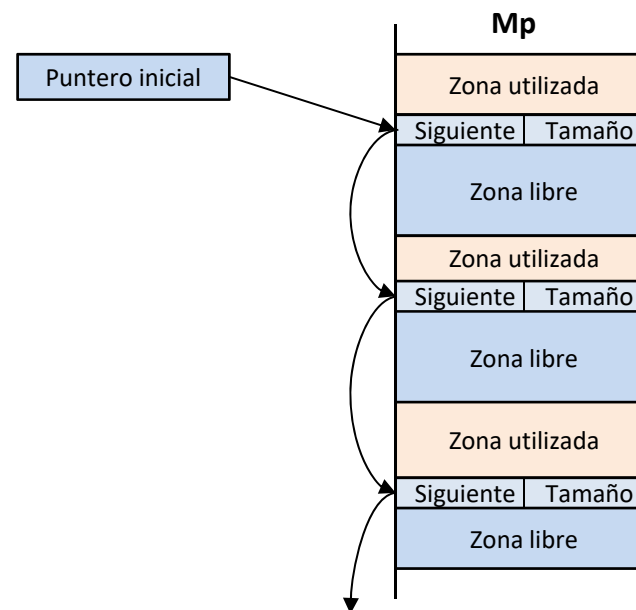 Mp
Puntero inicial
Zona utilizada
Siguiente Tamaño
Zona libre
Zona utilizada
Siguiente Tamaño
Zona libre
Zona utilizada
Siguiente Tamaño
Zona libre